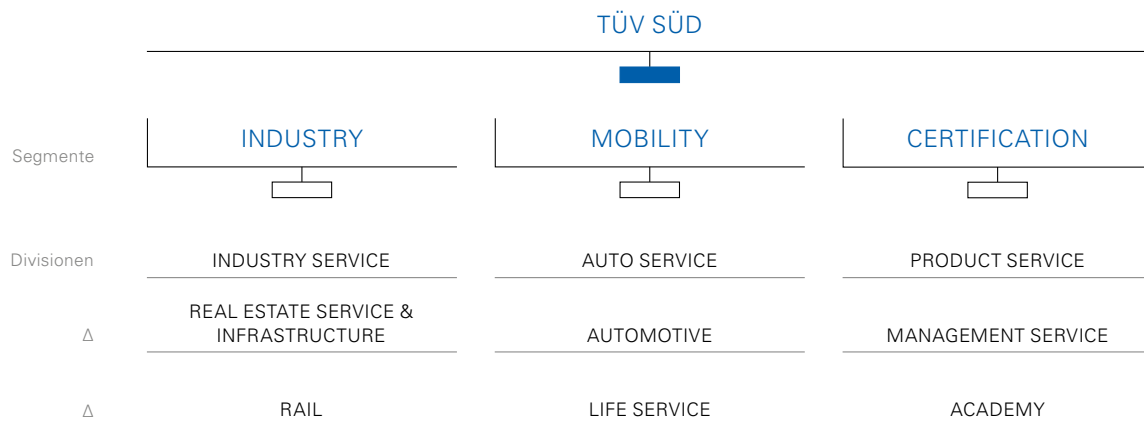 TÜV SÜD
Segmente
INDUSTRY
MOBILITY
CERTIFICATION
Divisionen
INDUSTRY SERVICE
AUTO SERVICE
PRODUCT SERVICE
Δ
REAL ESTATE SERVICE &
INFRASTRUCTURE
AUTOMOTIVE
MANAGEMENT SERVICE
Δ
RAIL
LIFE SERVICE
ACADEMY